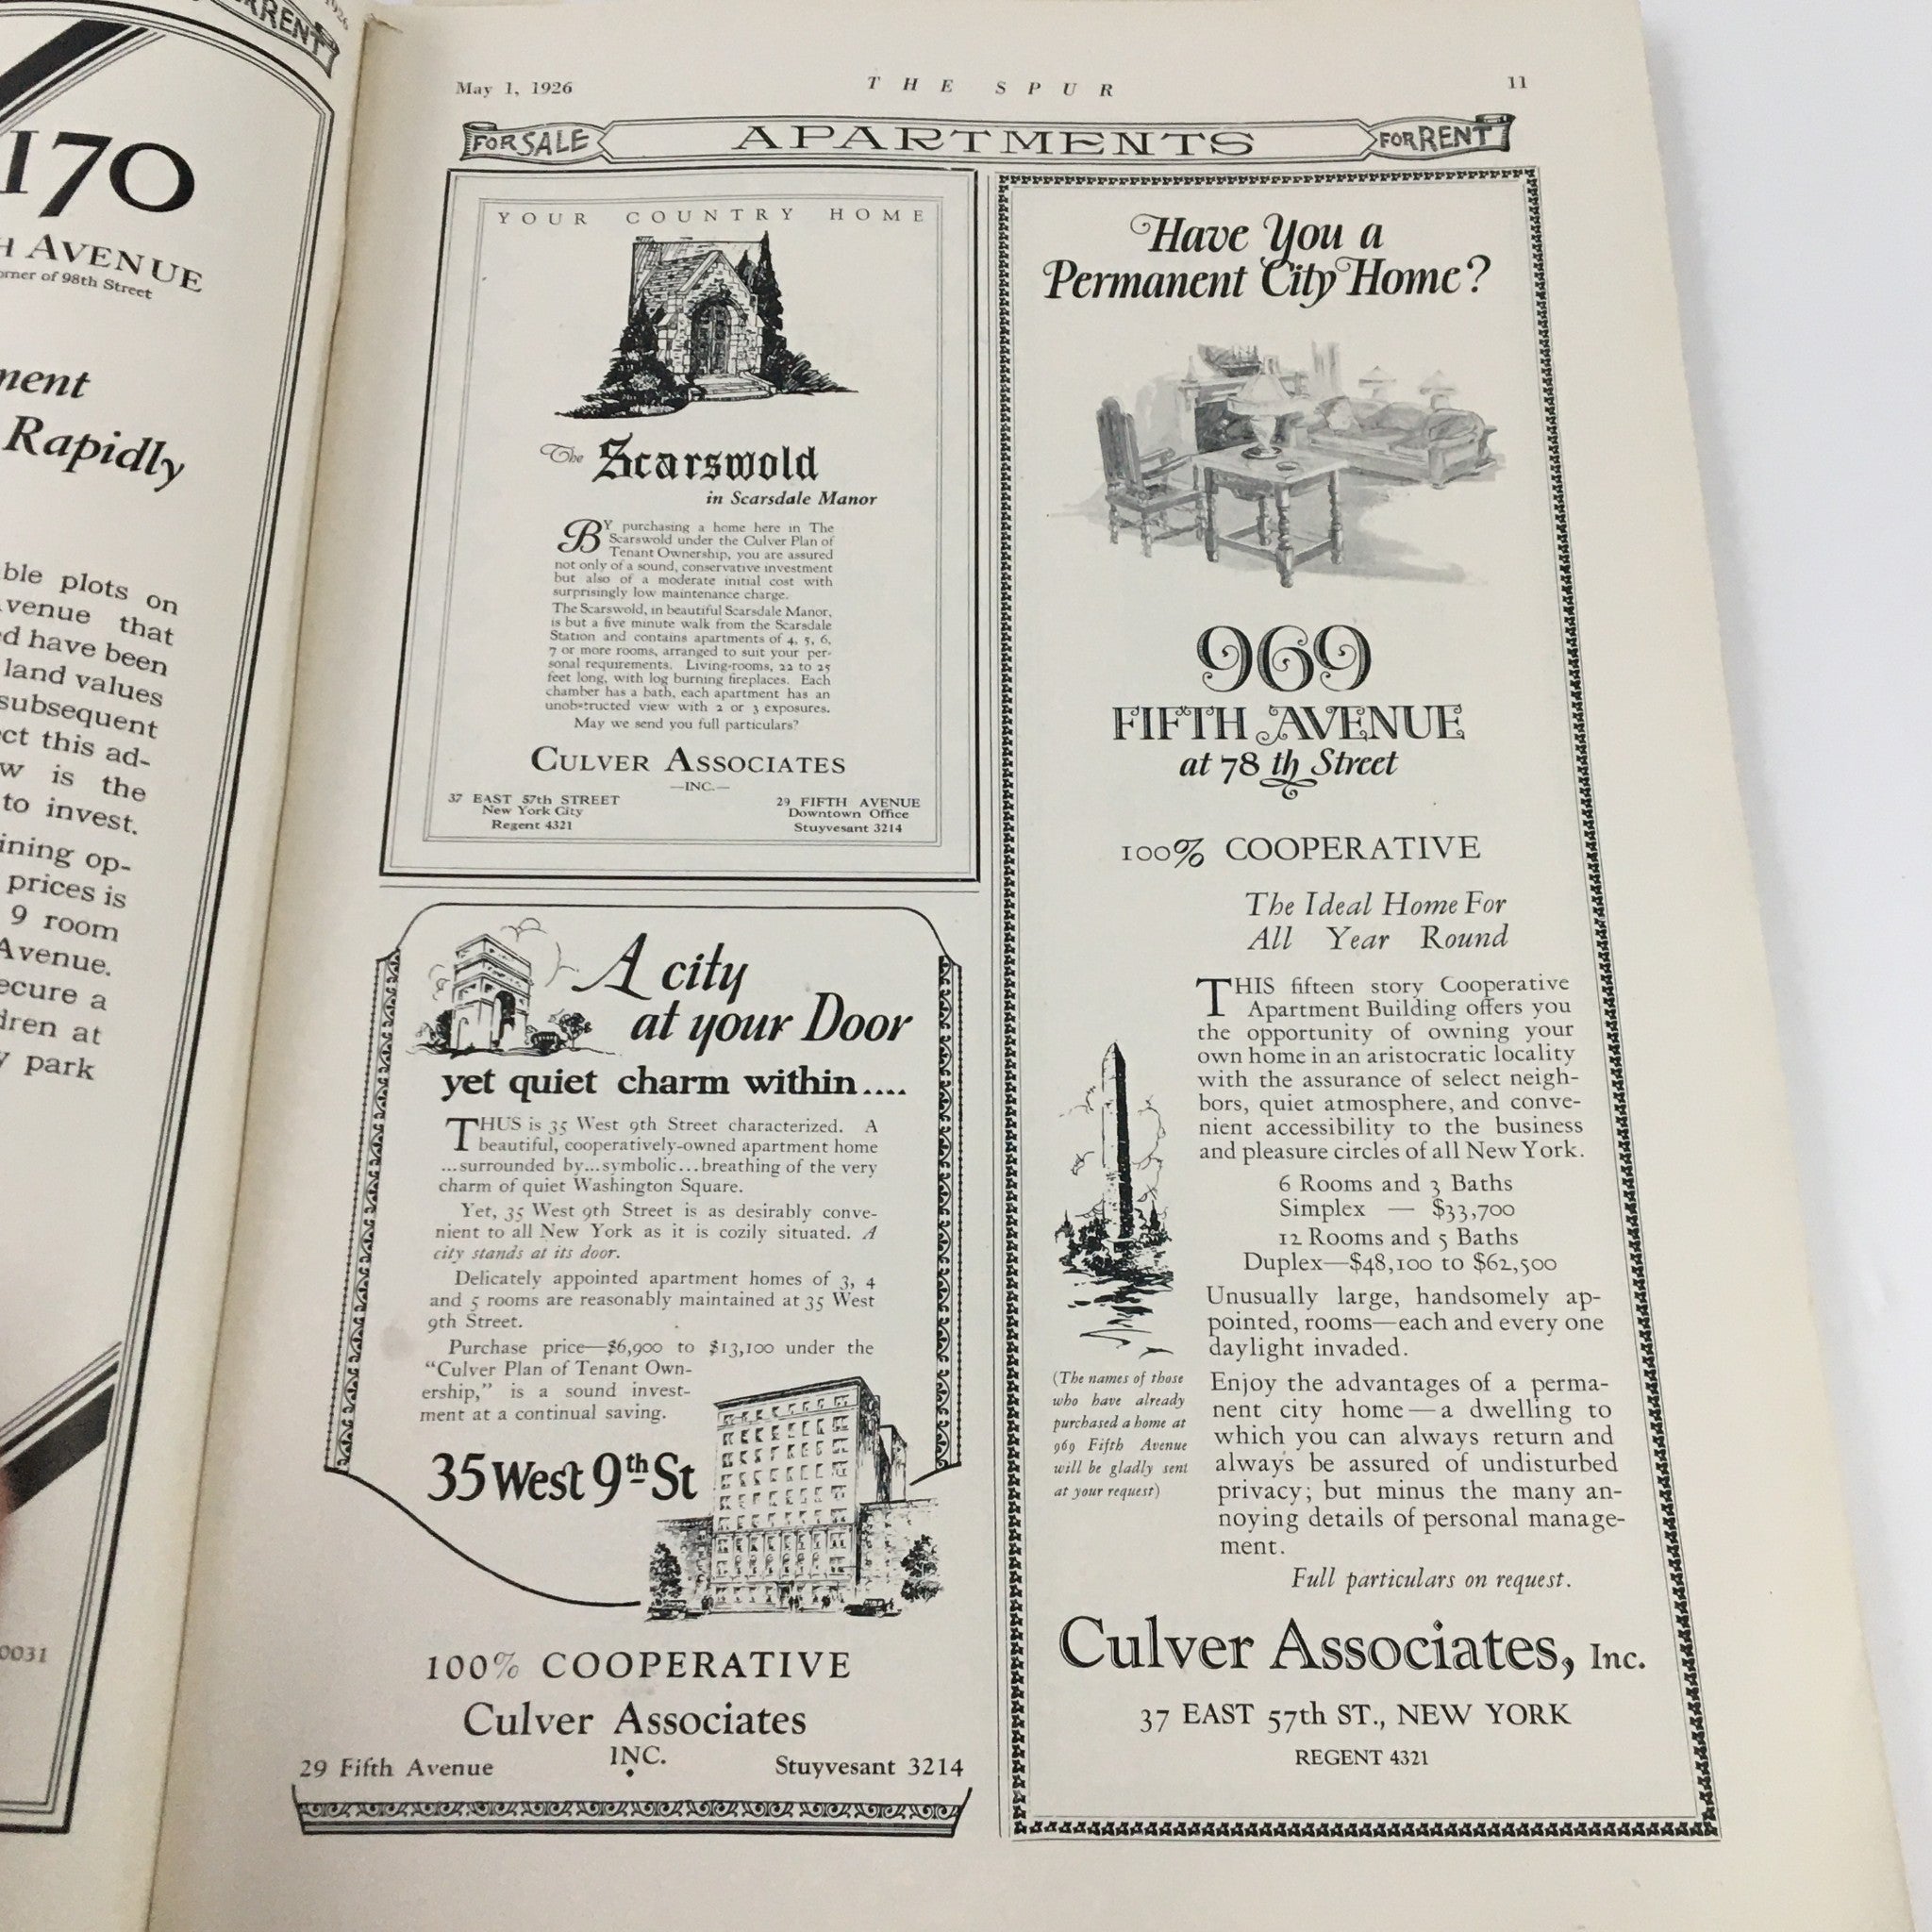 RRENT
1926
170
H AVENUE
orner of 98th Street
ment
Rapidly
ble plots on
venue that
d have been
land values
subsequent
ct this ad-
w is the
to invest.
ining op-
prices is
9 room
Avenue.
ecure a
dren at
y park
0031
May 1, 1926
THE SPUR
11
FOR SALE
APARTMENTS
FOR RENT
YOUR COUNTRY HOME
The Scarswold
in Scarsdale Manor
BY purchasing a home here in The
Scarswold under the Culver Plan of
Tenant Ownership, you are assured
not only of a sound, conservative investment
but also of a moderate initial cost with
surprisingly low maintenance charge.
The Scarswold, in beautiful Scarsdale Manor,
is but a five minute walk from the Scarsdale
Station and contains apartments of 4, 5, 6,
7 or more rooms, arranged to suit your per-
sonal requirements. Living-rooms, 22 to 25
feet long, with log burning fireplaces. Each
chamber has a bath, each apartment has an
unobstructed view with 2 or 3 exposures.
May we send you full particulars?
CULVER ASSOCIATES
—INC.—
37 EAST 57th STREET
New York City
Regent 4321
29 FIFTH AVENUE
Downtown Office
Stuyvesant 3214
A city
at your Door
yet quiet charm within....
THUS is 35 West 9th Street characterized. A
beautiful, cooperatively-owned apartment home
...surrounded by...symbolic...breathing of the very
charm of quiet Washington Square.
Yet, 35 West 9th Street is as desirably conve-
nient to all New York as it is cozily situated. A
city stands at its door.
Delicately appointed apartment homes of 3, 4
and 5 rooms are reasonably maintained at 35 West
9th Street.
Purchase price—$6,900 to $13,100 under the
“Culver Plan of Tenant Own-
ership,” is a sound invest-
ment at a continual saving.
35 West 9th St
100% COOPERATIVE
Culver Associates
INC.
29 Fifth Avenue
Stuyvesant 3214
Have You a
Permanent City Home?
969
FIFTH AVENUE
at 78th Street
100% COOPERATIVE
The Ideal Home For
All Year Round
THIS fifteen story Cooperative
Apartment Building offers you
the opportunity of owning your
own home in an aristocratic locality
with the assurance of select neigh-
bors, quiet atmosphere, and conve-
nient accessibility to the business
and pleasure circles of all New York.
6 Rooms and 3 Baths
Simplex — $33,700
12 Rooms and 5 Baths
Duplex—$48,100 to $62,500
Unusually large, handsomely ap-
pointed, rooms—each and every one
daylight invaded.
(The names of those
who have already
purchased a home at
969 Fifth Avenue
will be gladly sent
at your request)
Enjoy the advantages of a perma-
nent city home—a dwelling to
which you can always return and
always be assured of undisturbed
privacy; but minus the many an-
noying details of personal manage-
ment.
Full particulars on request.
Culver Associates, Inc.
37 EAST 57th ST., NEW YORK
REGENT 4321